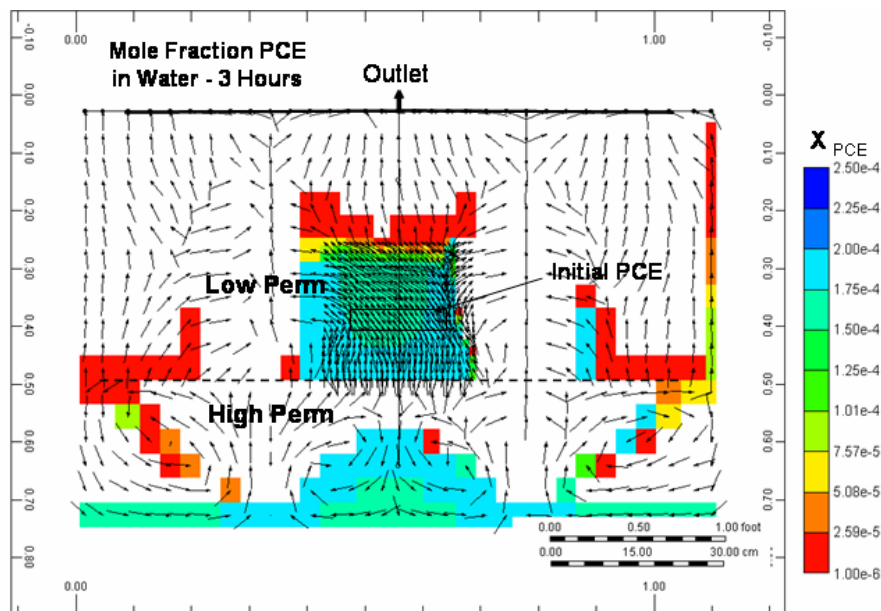 0.00
1.00
-0.10
-0.10
Mole Fraction PCE
in Water - 3 Hours
Outlet
0.00
0.00
0.10
0.10
X PCE
2.50e-4
2.25e-4
2.00e-4
1.75e-4
1.50e-4
1.25e-4
1.01e-4
7.57e-5
5.08e-5
2.59e-5
1.00e-6
0.20
0.20
Initial PCE
Low Perm
0.30
0.30
0.40
0.40
0.50
0.50
High Perm
0.60
0.60
0.70
0.70
0.00 0.50 1.00 foot
0.00 15.00 30.00 cm
0.80
0.80
0.00
1.00